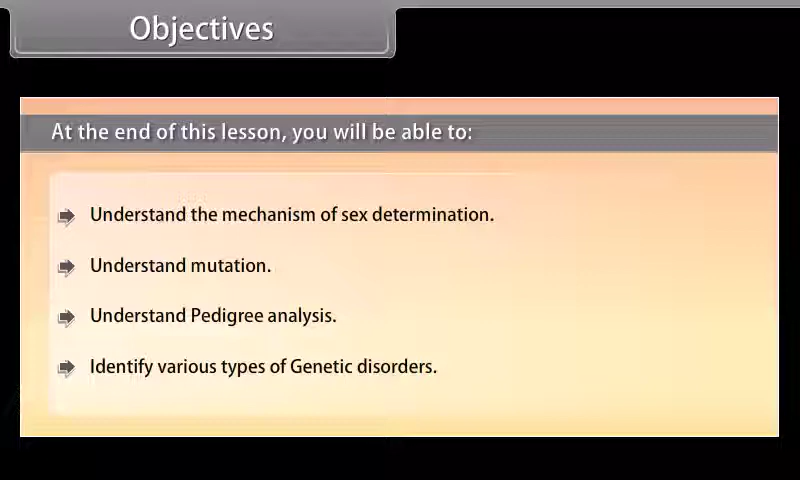 Objectives
At the end of this lesson, you will be able to:
Understand the mechanism of sex determination.
Understand mutation.
Understand Pedigree analysis.
Identify various types of Genetic disorders.